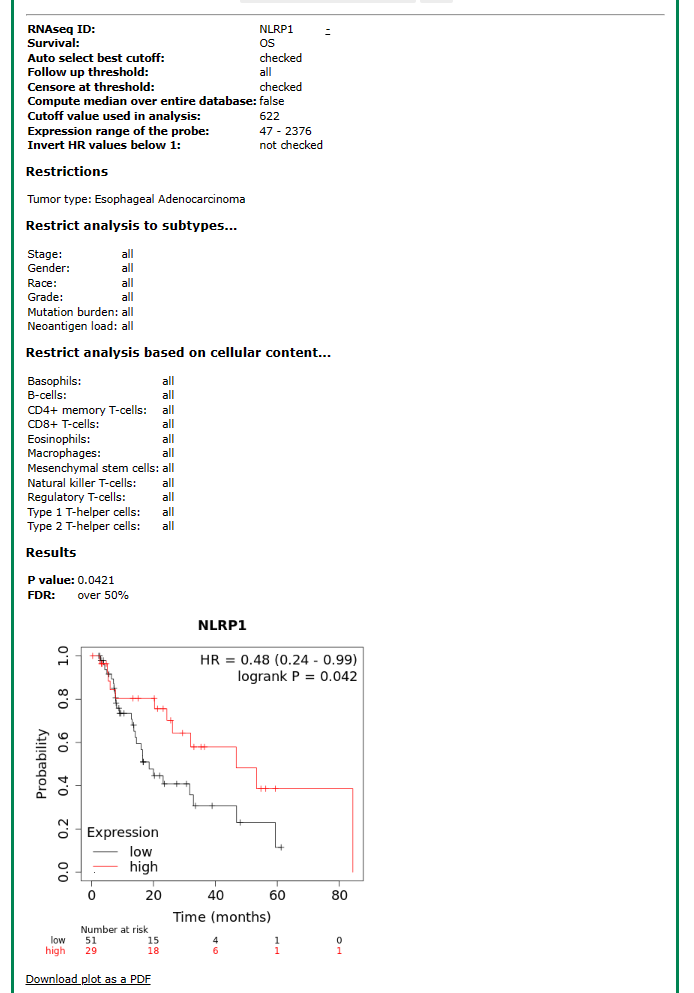 RNAseq ID: NLRP1 -
Survival: OS
Auto select best cutoff: checked
Follow up threshold: all
Censore at threshold: checked
Compute median over entire database: false
Cutoff value used in analysis: 622
Expression range of the probe: 47 - 2376
Invert HR values below 1: not checked
Restrictions
Tumor type: Esophageal Adenocarcinoma
Restrict analysis to subtypes...
Stage: all
Gender: all
Race: all
Grade: all
Mutation burden: all
Neoantigen load: all
Restrict analysis based on cellular content...
Basophils: all
B-cells: all
CD4+ memory T-cells: all
CD8+ T-cells: all
Eosinophils: all
Macrophages: all
Mesenchymal stem cells: all
Natural killer T-cells: all
Regulatory T-cells: all
Type 1 T-helper cells: all
Type 2 T-helper cells: all
Results
P value: 0.0421
FDR: over 50%
NLRP1
HR = 0.48 (0.24 - 0.99)
logrank P = 0.042
1.0
0.8
0.6
0.4
0.2
0.0
Probability
Expression
low
high
0 20 40 60 80
Time (months)
Number at risk
low 51 15 4 1 0
high 29 18 6 1 1
Download plot as a PDF